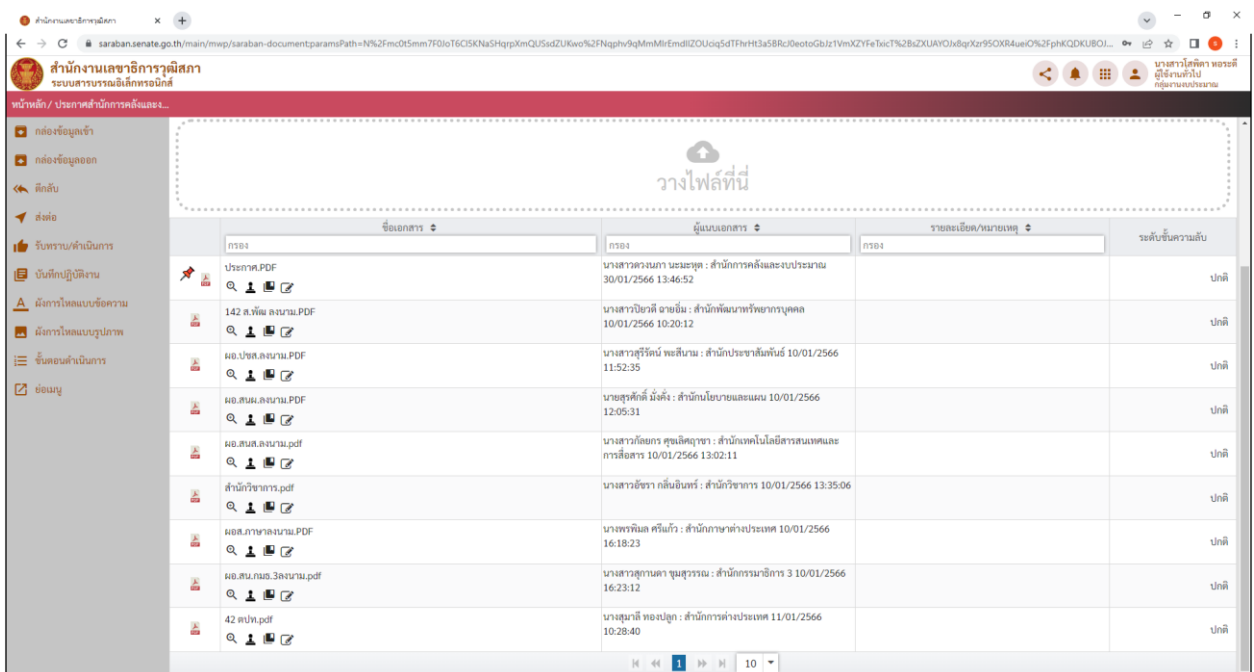 สำนักงานเลขาธิการวุฒิสภา
saraban.senate.go.th/main/mwp/saraban-document;paramsPath=
สำนักงานเลขาธิการวุฒิสภา
ระบบสารบรรณอิเล็กทรอนิกส์
นางสาวโสพิดา หอระดี
ผู้ใช้งานทั่วไป
กลุ่มงานงบประมาณ
หน้าหลัก / ประกาศสำนักการคลังและง...
กล่องข้อมูลเข้า
กล่องข้อมูลออก
ตีกลับ
ส่งต่อ
รับทราบ/ดำเนินการ
บันทึกปฏิบัติงาน
ผังการไหลแบบข้อความ
ผังการไหลแบบรูปภาพ
ขั้นตอนดำเนินการ
ย่อเมนู
วางไฟล์ที่นี่
ชื่อเอกสาร ผู้แนบเอกสาร รายละเอียด/หมายเหตุ ระดับชั้นความลับ
กรอง กรอง กรอง
ประกาศ.PDF
นางสาวดวงนภา นะมะหุต : สำนักการคลังและงบประมาณ
30/01/2566 13:46:52
ปกติ
142 ส.พัฒ ลงนาม.PDF
นางสาวปิยวดี ฉายอิ่ม : สำนักพัฒนาทรัพยากรบุคคล
10/01/2566 10:20:12
ปกติ
ผอ.ปชส.ลงนาม.PDF
นางสาวสุรีรัตน์ พะสีนาม : สำนักประชาสัมพันธ์ 10/01/2566
11:52:35
ปกติ
ผอ.สนผ.ลงนาม.PDF
นายสุรศักดิ์ มั่งคั่ง : สำนักนโยบายและแผน 10/01/2566
12:05:31
ปกติ
ผอ.สนส.ลงนาม.pdf
นางสาวกัลยกร ศุขเลิศฤาชา : สำนักเทคโนโลยีสารสนเทศและ
การสื่อสาร 10/01/2566 13:02:11
ปกติ
สำนักวิชาการ.pdf
นางสาวอัชรา กลิ่นอินทร์ : สำนักวิชาการ 10/01/2566 13:35:06
ปกติ
ผอส.ภาษาลงนาม.PDF
นางพรพิมล ศรีแก้ว : สำนักภาษาต่างประเทศ 10/01/2566
16:18:23
ปกติ
ผอ.สน.กมธ.3ลงนาม.pdf
นางสาวสุกานดา ขุมสุวรรณ : สำนักกรรมาธิการ 3 10/01/2566
16:23:12
ปกติ
42 ตปท.pdf
นางสุมาลี ทองปลูก : สำนักการต่างประเทศ 11/01/2566
10:28:40
ปกติ
1 10